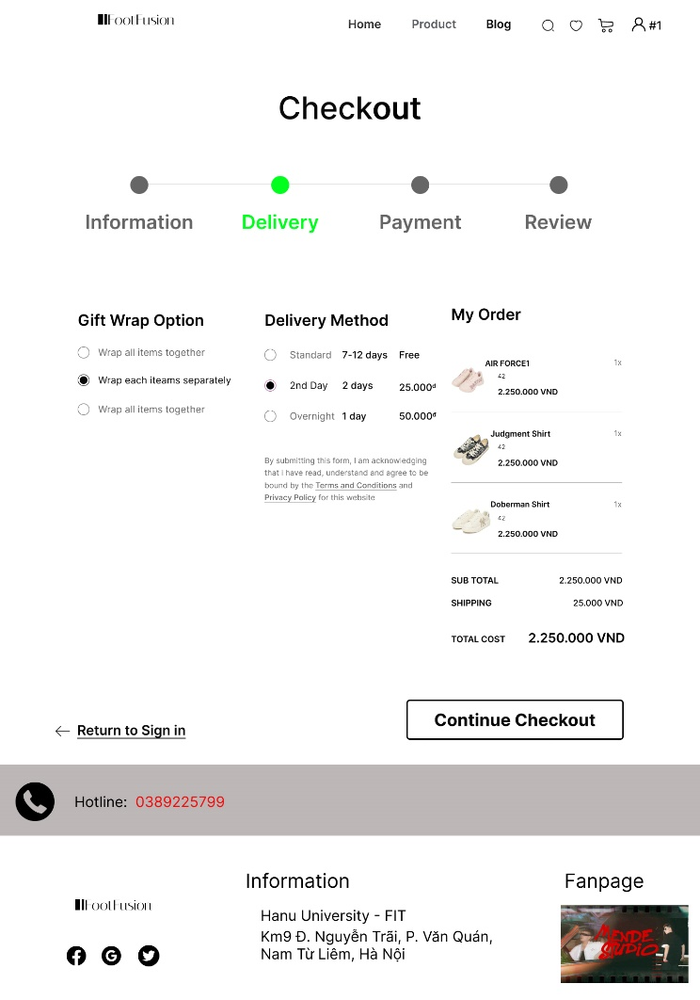 FootFusion
Home Product Blog #1
Checkout
Information Delivery Payment Review
Gift Wrap Option
Wrap all items together
Wrap each iteams separately
Wrap all items together
Delivery Method
Standard 7-12 days Free
2nd Day 2 days 25.000đ
Overnight 1 day 50.000đ
By submitting this form, I am acknowledging
that i have read, understand and agree to be
bound by the Terms and Conditions and
Privacy Policy for this website
My Order
AIR FORCE1 1x
42
2.250.000 VND
Judgment Shirt 1x
42
2.250.000 VND
Doberman Shirt 1x
42
2.250.000 VND
SUB TOTAL 2.250.000 VND
SHIPPING 25.000 VND
TOTAL COST 2.250.000 VND
Return to Sign in
Continue Checkout
Hotline: 0389225799
FootFusion
Information
Hanu University - FIT
Km9 Đ. Nguyễn Trãi, P. Văn Quán,
Nam Từ Liêm, Hà Nội
Fanpage
MENDE
STUDIO